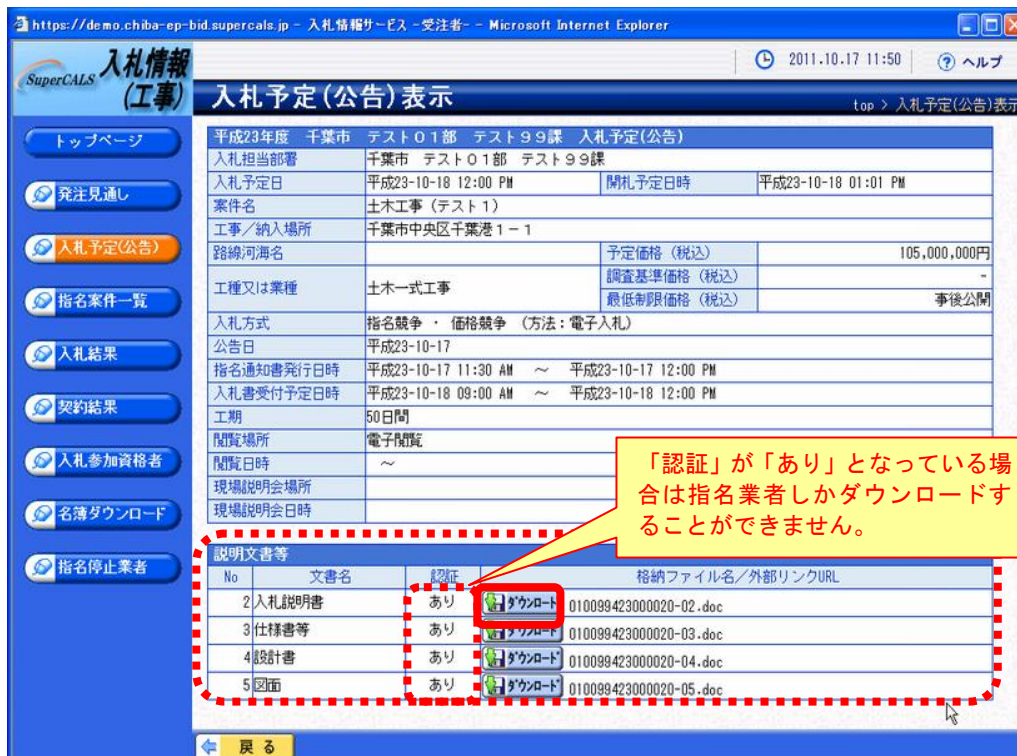 https://demo.chiba-ep-bid.supercals.jp - 入札情報サービス -受注者- - Microsoft Internet Explorer
SuperCALS 入札情報
(工事)
2011.10.17 11:50
ヘルプ
入札予定(公告)表示
top > 入札予定(公告)表示
トップページ
発注見通し
入札予定(公告)
指名案件一覧
入札結果
契約結果
入札参加資格者
名簿ダウンロード
指名停止業者
平成23年度 千葉市 テスト01部 テスト99課 入札予定(公告)
入札担当部署 千葉市 テスト01部 テスト99課
入札予定日 平成23-10-18 12:00 PM 開札予定日時 平成23-10-18 01:01 PM
案件名 土木工事 (テスト1)
工事/納入場所 千葉市中央区千葉港1-1
路線河海名 予定価格 (税込) 105,000,000円
工種又は業種 土木一式工事 調査基準価格 (税込) -
最低制限価格 (税込) 事後公開
入札方式 指名競争 ・ 価格競争 (方法:電子入札)
公告日 平成23-10-17
指名通知書発行日時 平成23-10-17 11:30 AM ～ 平成23-10-17 12:00 PM
入札書受付予定日時 平成23-10-18 09:00 AM ～ 平成23-10-18 12:00 PM
工期 50日間
閲覧場所 電子閲覧
閲覧日時 ～
現場説明会場所
現場説明会日時
「認証」が「あり」となっている場
合は指名業者しかダウンロードす
ることができません。
説明文書等
No 文書名 認証 格納ファイル名/外部リンクURL
2 入札説明書 あり ダウンロード 010099423000020-02.doc
3 仕様書等 あり ダウンロード 010099423000020-03.doc
4 設計書 あり ダウンロード 010099423000020-04.doc
5 図面 あり ダウンロード 010099423000020-05.doc
戻る